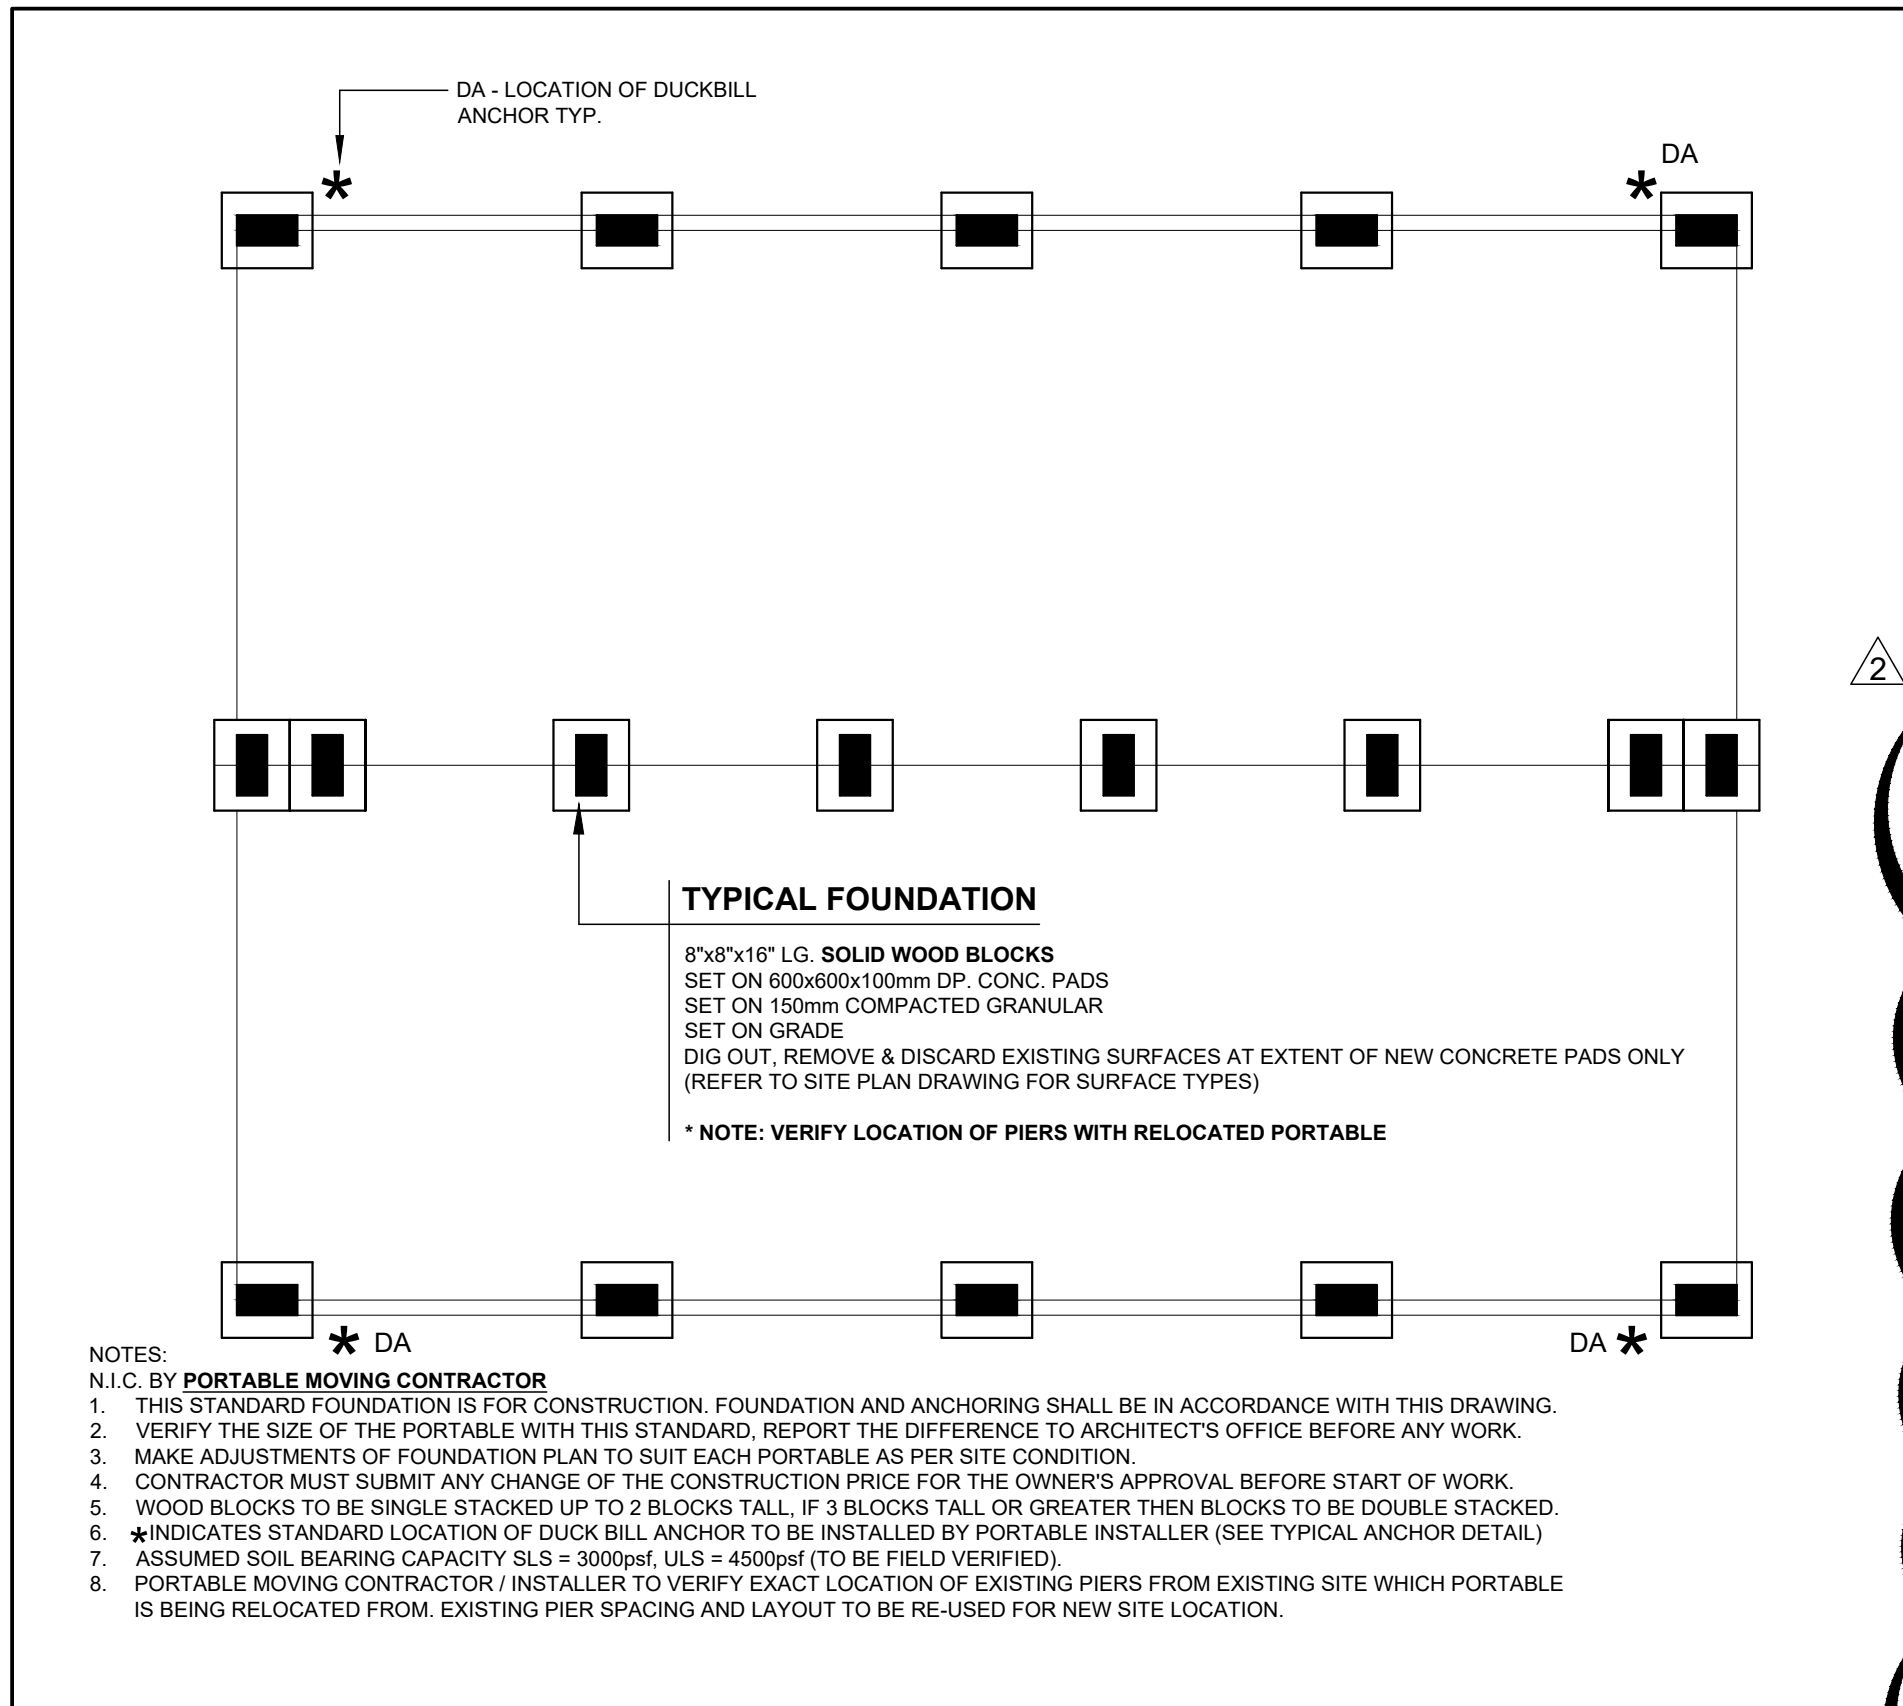 DA - LOCATION OF DUCKBILL
ANCHOR TYP.
*
* DA
2
TYPICAL FOUNDATION
8"x8"x16" LG. SOLID WOOD BLOCKS
SET ON 600x600x100mm DP. CONC. PADS
SET ON 150mm COMPACTED GRANULAR
SET ON GRADE
DIG OUT, REMOVE & DISCARD EXISTING SURFACES AT EXTENT OF NEW CONCRETE PADS ONLY
(REFER TO SITE PLAN DRAWING FOR SURFACE TYPES)
* NOTE: VERIFY LOCATION OF PIERS WITH RELOCATED PORTABLE
* DA
DA *
NOTES:
N.I.C. BY PORTABLE MOVING CONTRACTOR
1. THIS STANDARD FOUNDATION IS FOR CONSTRUCTION. FOUNDATION AND ANCHORING SHALL BE IN ACCORDANCE WITH THIS DRAWING.
2. VERIFY THE SIZE OF THE PORTABLE WITH THIS STANDARD, REPORT THE DIFFERENCE TO ARCHITECT'S OFFICE BEFORE ANY WORK.
3. MAKE ADJUSTMENTS OF FOUNDATION PLAN TO SUIT EACH PORTABLE AS PER SITE CONDITION.
4. CONTRACTOR MUST SUBMIT ANY CHANGE OF THE CONSTRUCTION PRICE FOR THE OWNER'S APPROVAL BEFORE START OF WORK.
5. WOOD BLOCKS TO BE SINGLE STACKED UP TO 2 BLOCKS TALL, IF 3 BLOCKS TALL OR GREATER THEN BLOCKS TO BE DOUBLE STACKED.
6. *INDICATES STANDARD LOCATION OF DUCK BILL ANCHOR TO BE INSTALLED BY PORTABLE INSTALLER (SEE TYPICAL ANCHOR DETAIL)
7. ASSUMED SOIL BEARING CAPACITY SLS = 3000psf, ULS = 4500psf (TO BE FIELD VERIFIED).
8. PORTABLE MOVING CONTRACTOR / INSTALLER TO VERIFY EXACT LOCATION OF EXISTING PIERS FROM EXISTING SITE WHICH PORTABLE
IS BEING RELOCATED FROM. EXISTING PIER SPACING AND LAYOUT TO BE RE-USED FOR NEW SITE LOCATION.